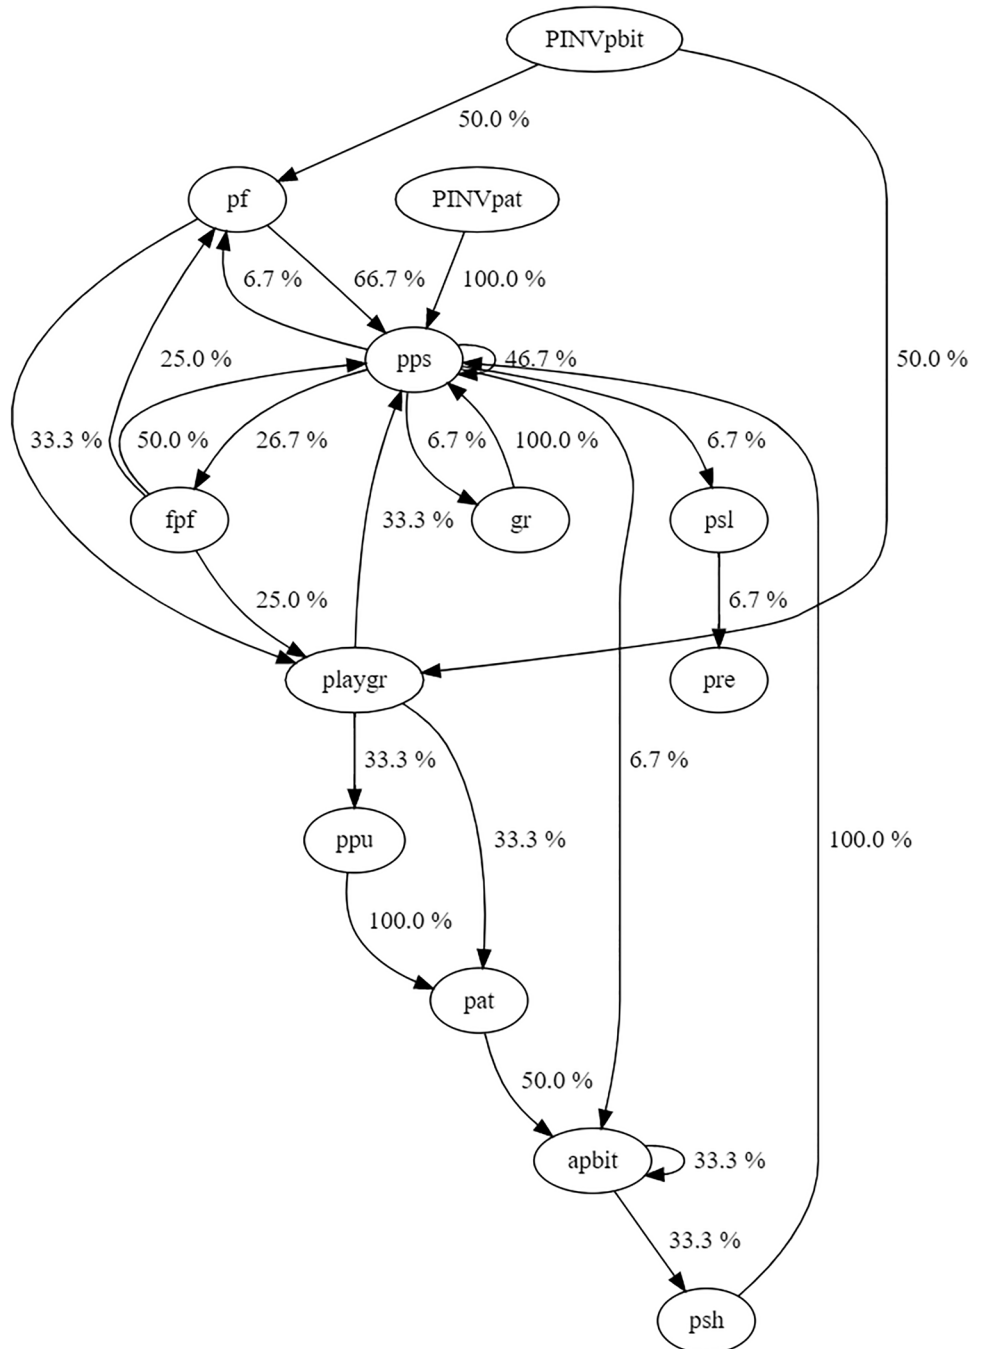 PINVpbit
50.0 %
pf
PINVpat
6.7 %
66.7 %
100.0 %
pps
46.7 %
25.0 %
50.0 %
33.3 %
50.0 %
26.7 %
6.7 %
100.0 %
6.7 %
fpf
33.3 %
gr
psl
25.0 %
6.7 %
playgr
pre
33.3 %
6.7 %
ppu
33.3 %
100.0 %
100.0 %
pat
50.0 %
apbit
33.3 %
33.3 %
psh